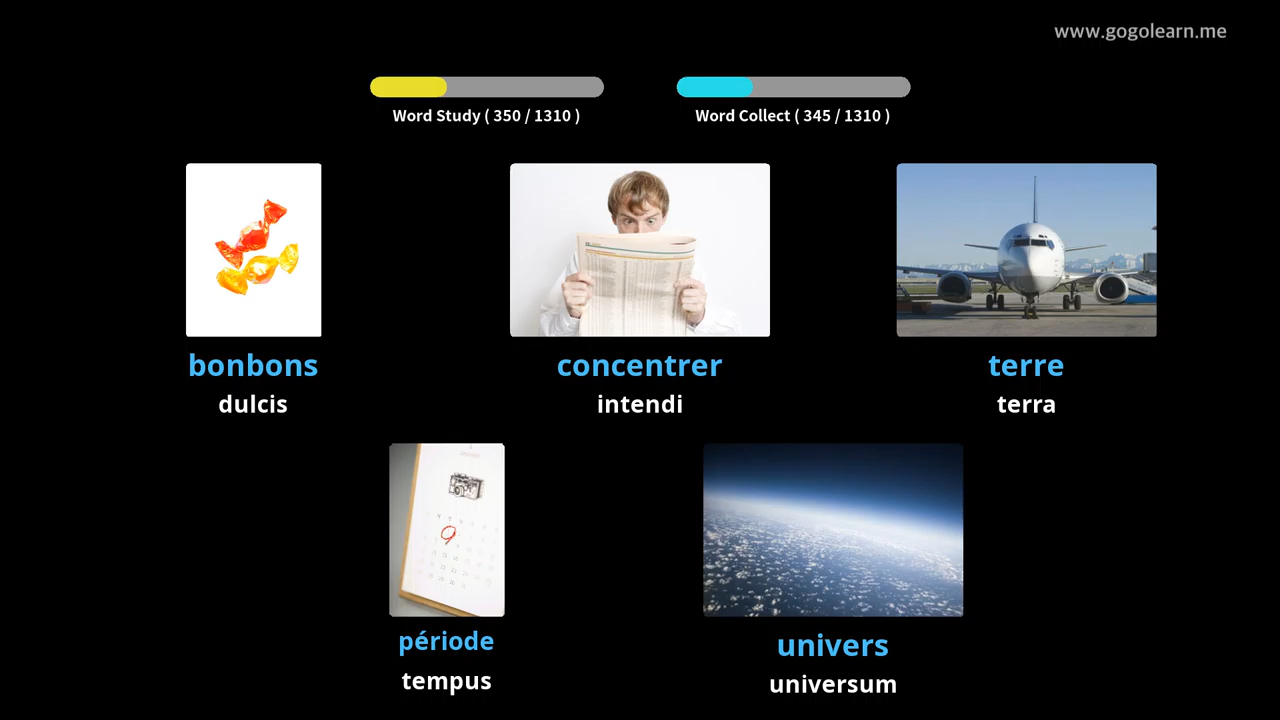 www.gogolearn.me
Word Study ( 350 / 1310 )
Word Collect ( 345 / 1310 )
bonbons
dulcis
concentrer
intendi
terre
terra
période
tempus
univers
universum